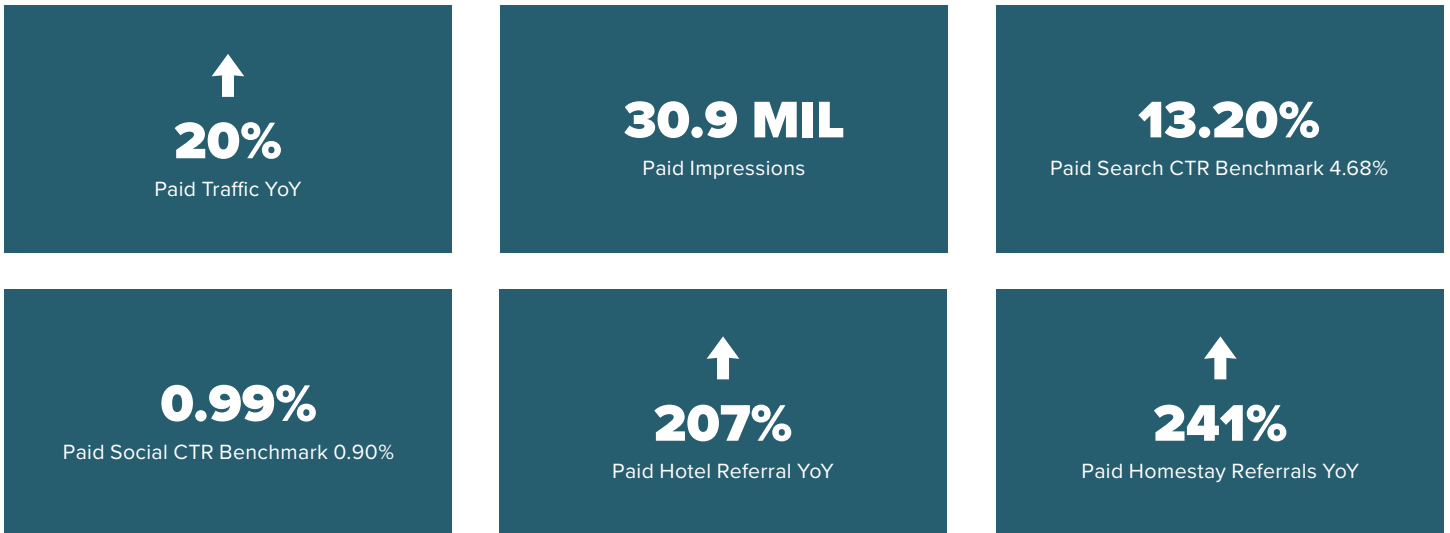 20%
Paid Traffic YoY
30.9 MIL
Paid Impressions
13.20%
Paid Search CTR Benchmark 4.68%
0.99%
Paid Social CTR Benchmark 0.90%
207%
Paid Hotel Referral YoY
241%
Paid Homestay Referrals YoY